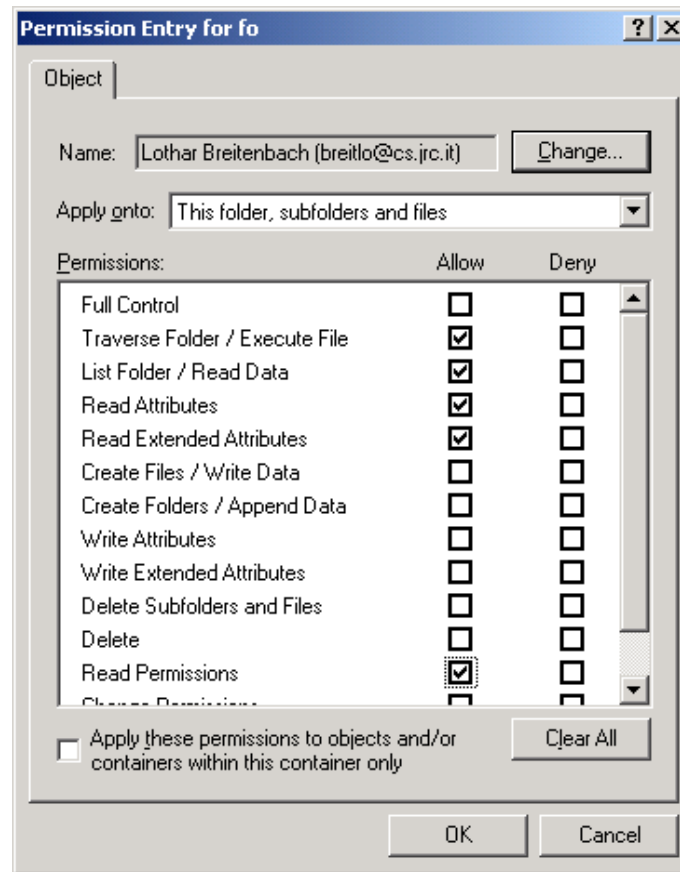 Permission Entry for fo
Object
Name: Lothar Breitenbach (breitlo@cs.jrc.it) Change...
Apply onto: This folder, subfolders and files
Permissions: Allow Deny
Full Control
Traverse Folder / Execute File
List Folder / Read Data
Read Attributes
Read Extended Attributes
Create Files / Write Data
Create Folders / Append Data
Write Attributes
Write Extended Attributes
Delete Subfolders and Files
Delete
Read Permissions
Change Permissions
Apply these permissions to objects and/or Clear All
containers within this container only
OK Cancel